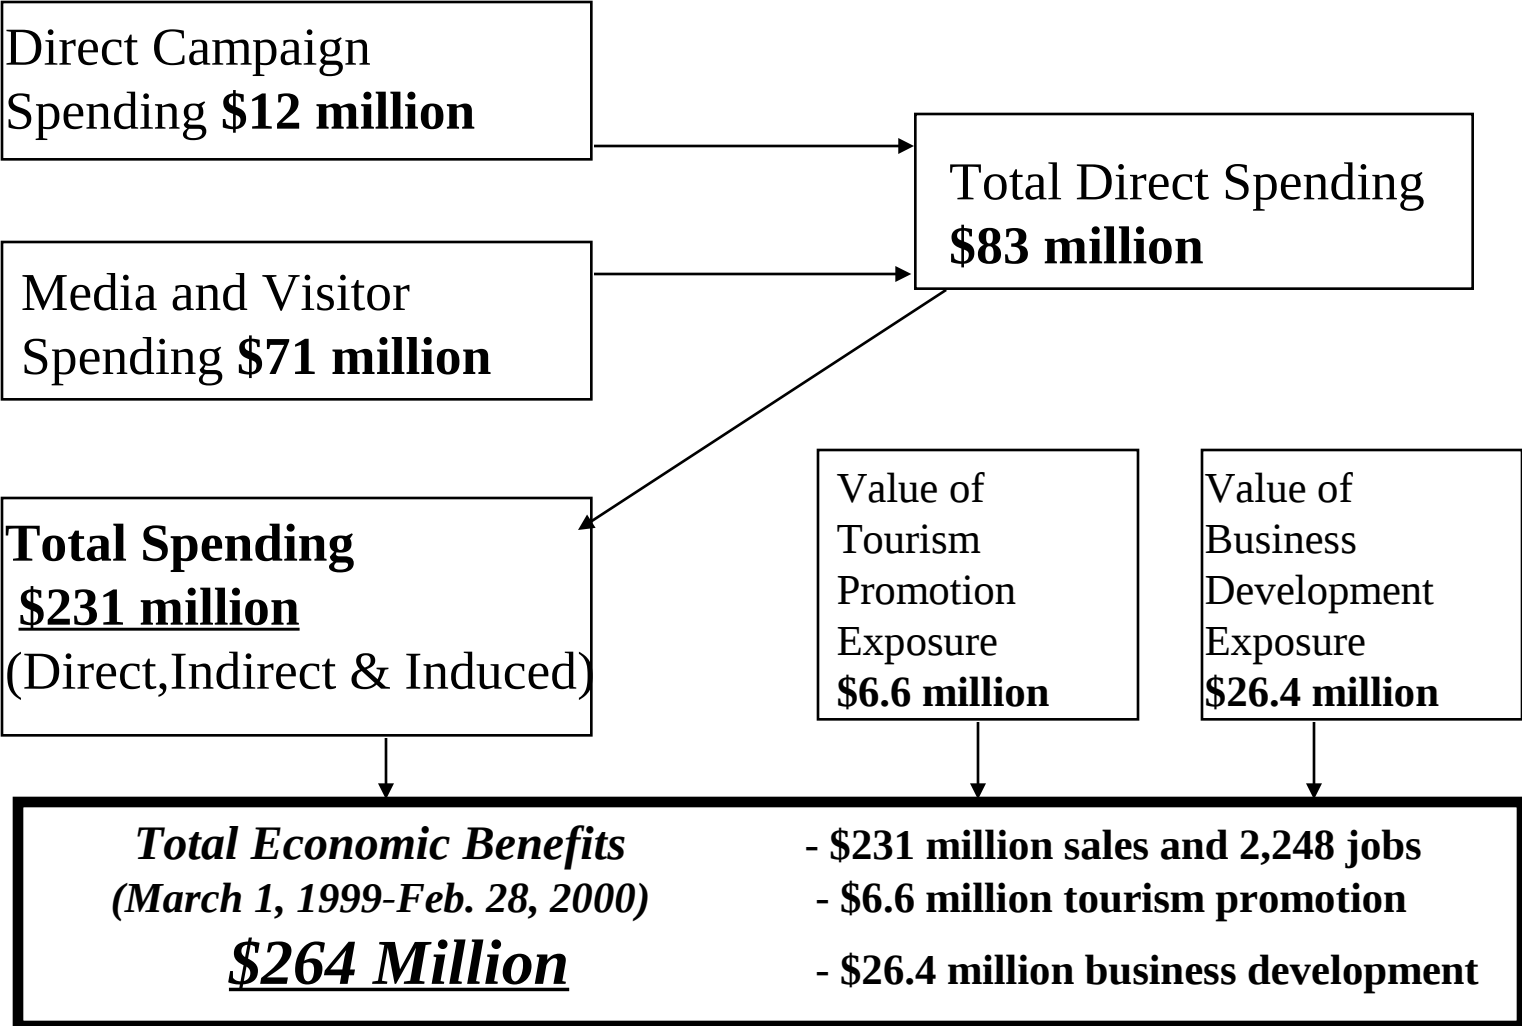 Direct Campaign
Spending $12 million
Total Direct Spending
$83 million
Media and Visitor
Spending $71 million
Total Spending
$231 million
(Direct,Indirect & Induced)
Value of
Tourism
Promotion
Exposure
$6.6 million
Value of
Business
Development
Exposure
$26.4 million
Total Economic Benefits
(March 1, 1999-Feb. 28, 2000)
$264 Million
- $231 million sales and 2,248 jobs
- $6.6 million tourism promotion
- $26.4 million business development